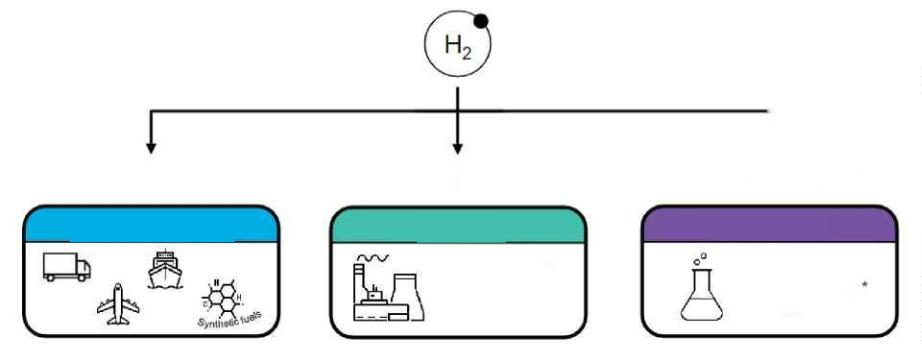 H₂
H
C
Synthetic fuels
*